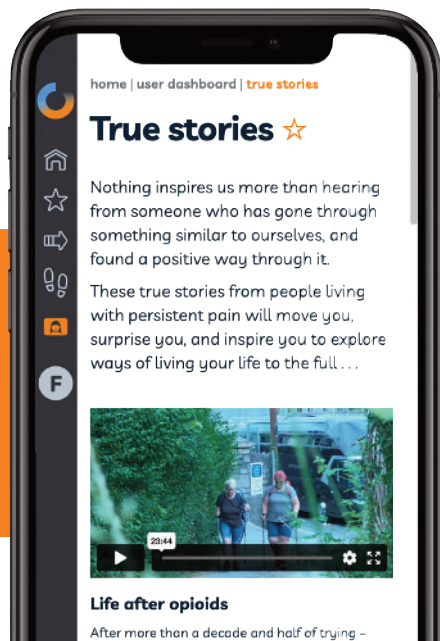 home | user dashboard | true stories
True stories ☆
Nothing inspires us more than hearing
from someone who has gone through
something similar to ourselves, and
found a positive way through it.
These true stories from people living
with persistent pain will move you,
surprise you, and inspire you to explore
ways of living your life to the full . . .
F
23:44
Life after opioids
After more than a decade and half of trying –